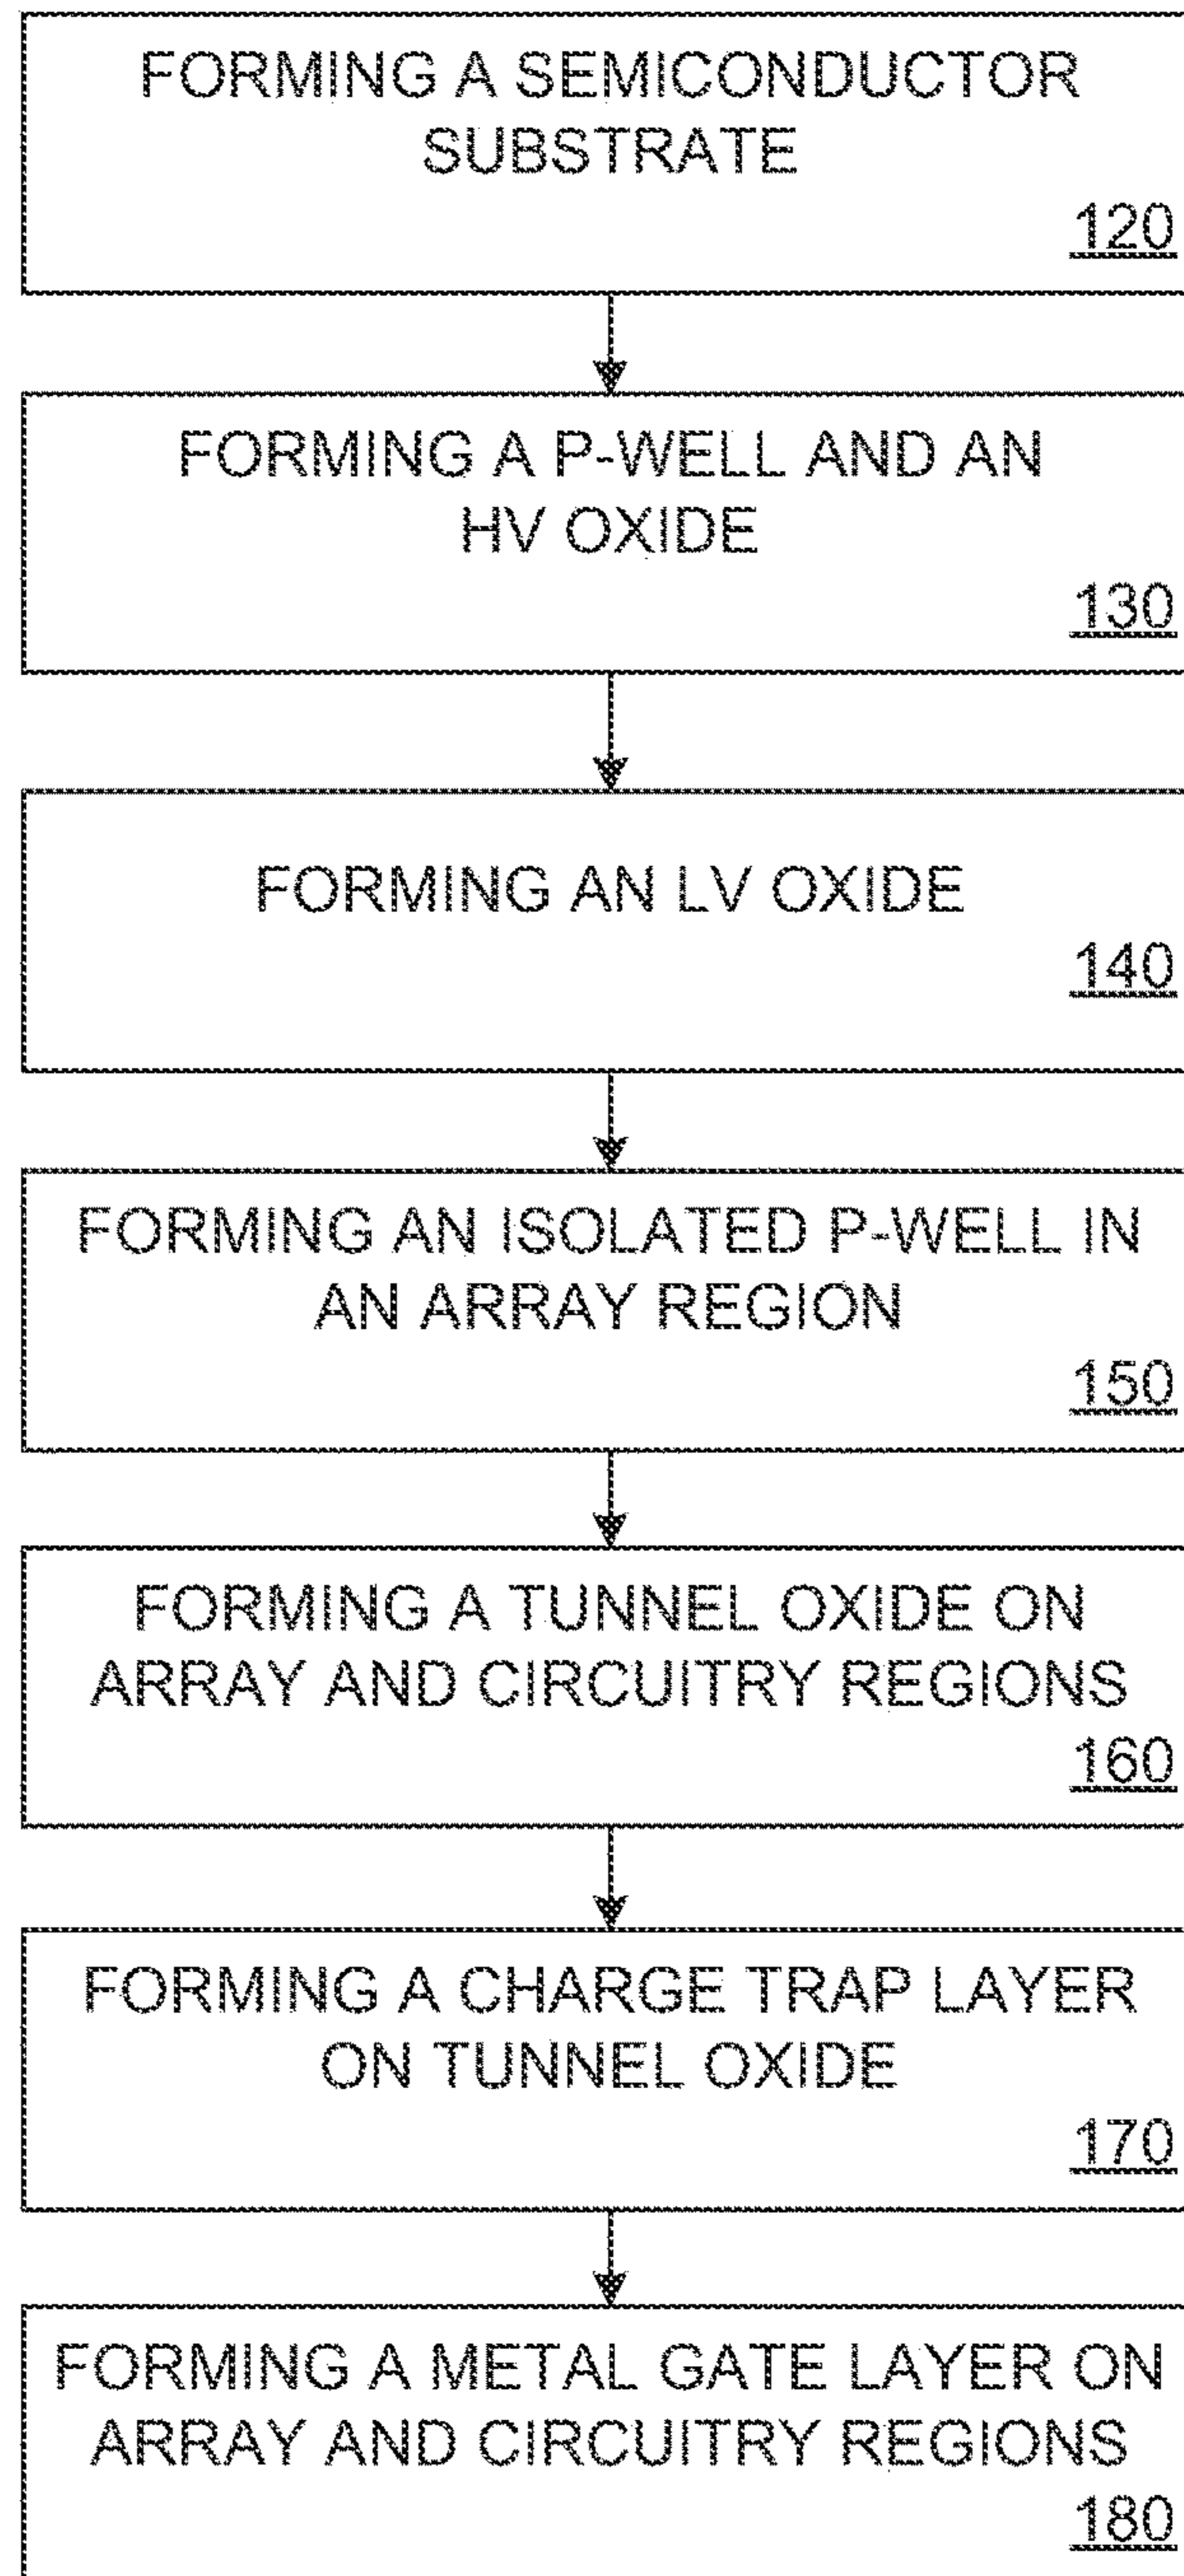 FORMING A SEMICONDUCTOR
SUBSTRATE
120
FORMING A P-WELL AND AN
HV OXIDE
130
FORMING AN LV OXIDE
140
FORMING AN ISOLATED P-WELL IN
AN ARRAY REGION
150
FORMING A TUNNEL OXIDE ON
ARRAY AND CIRCUITRY REGIONS
160
FORMING A CHARGE TRAP LAYER
ON TUNNEL OXIDE
170
FORMING A METAL GATE LAYER ON
ARRAY AND CIRCUITRY REGIONS
180